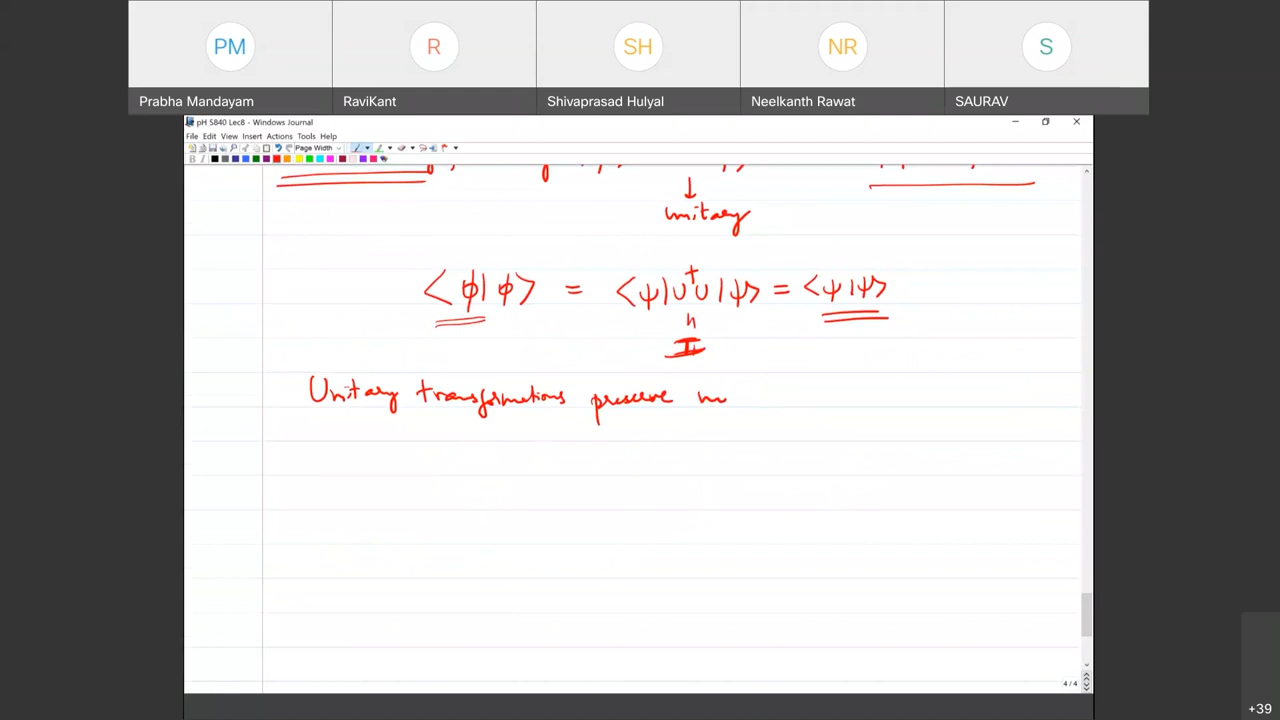 PM R SH NR S
Prabha Mandayam RaviKant Shivaprasad Hulyal Neelkanth Rawat SAURAV
pH 5840 Lec8 - Windows Journal
File Edit View Insert Actions Tools Help
Page Width
B I
↓
unitary
<ϕ|ϕ> = <ψ|U†U|ψ> = <ψ|ψ>
I
Unitary transformations preserve
4 / 4
+39